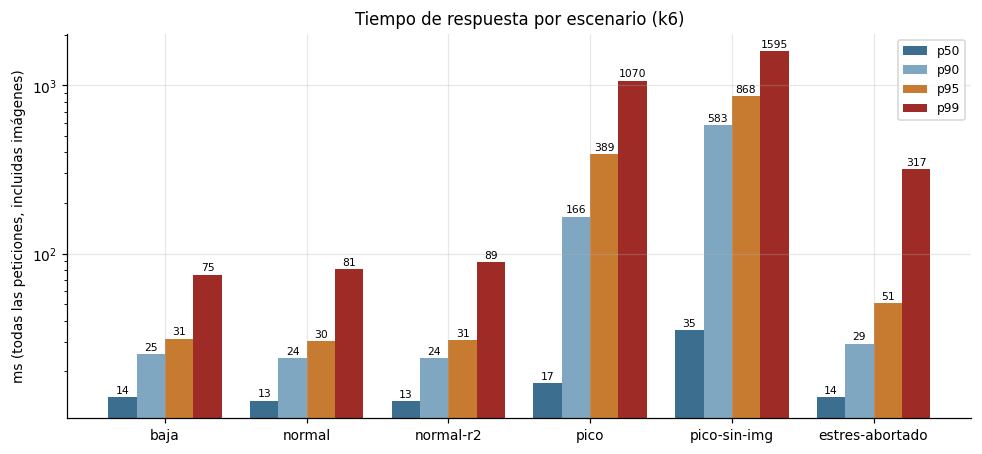 Tiempo de respuesta por escenario (k6)
ms (todas las peticiones, incluidas imágenes)
10³
10²
p50
p90
p95
p99
14
25
31
75
13
24
30
81
13
24
31
89
17
166
389
1070
35
583
868
1595
14
29
51
317
baja
normal
normal-r2
pico
pico-sin-img
estres-abortado